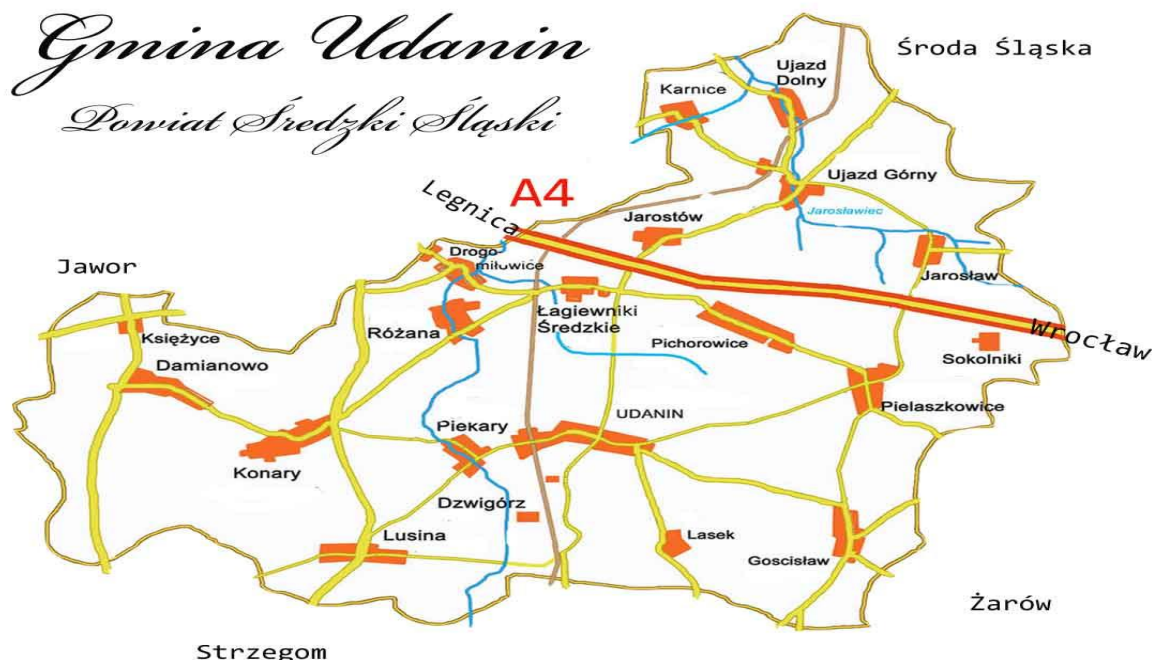 Gmina Udanin
Powiat Średzki Śląski
Środa Śląska
Ujazd
Dolny
Karnice
Ujazd Górny
Legnica
A4
Jarostów
Jarosławiec
Drogo
miłowice
Jarosław
Jawor
Łagiewniki
Średzkie
Różana
Księżyce
Pichorowice
Wrocław
Sokolniki
Damianowo
Pielaszkowice
UDANIN
Piekary
Konary
Dzwigórz
Lusina
Lasek
Goscisław
Żarów
Strzegom